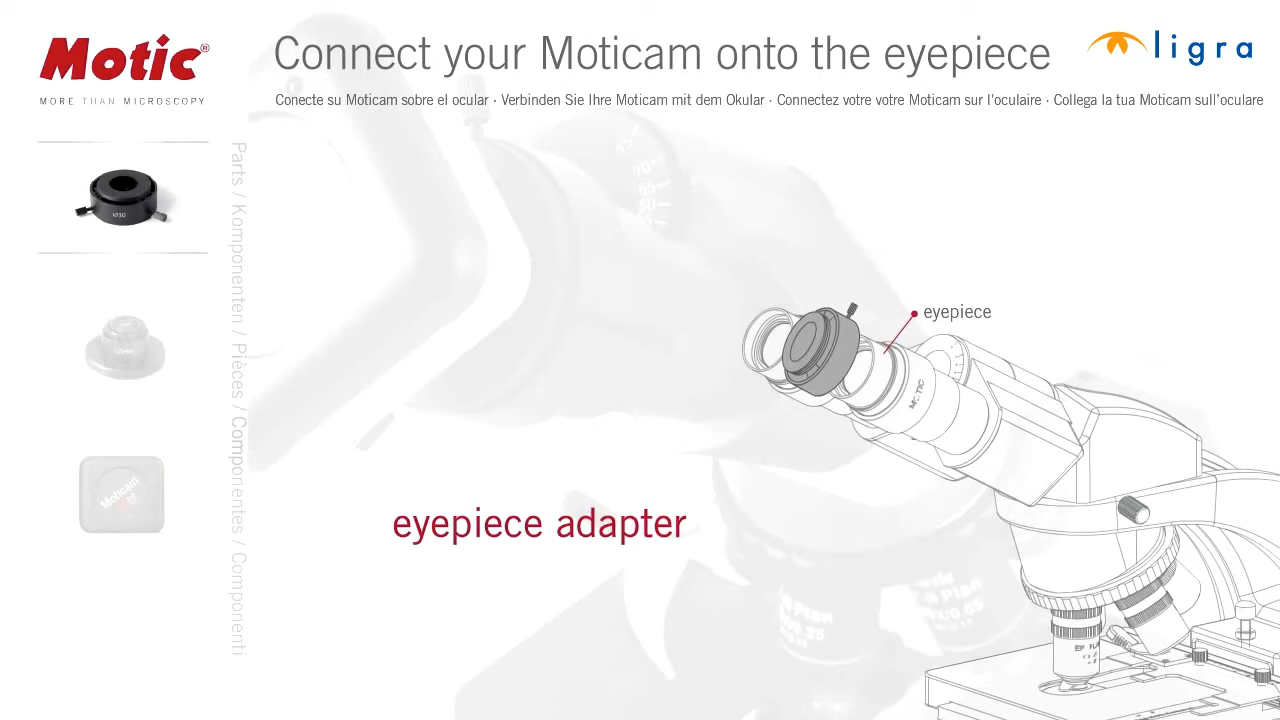 Motic®
MORE THAN MICROSCOPY
Connect your Moticam onto the eyepiece
ligra
Conecte su Moticam sobre el ocular · Verbinden Sie Ihre Moticam mit dem Okular · Connectez votre votre Moticam sur l'oculaire · Collega la tua Moticam sull'oculare
Parts / Komponenten / Pièces / Componentes / Componenti
eyepiece
MOTIC
eyepiece adapter
Moticam